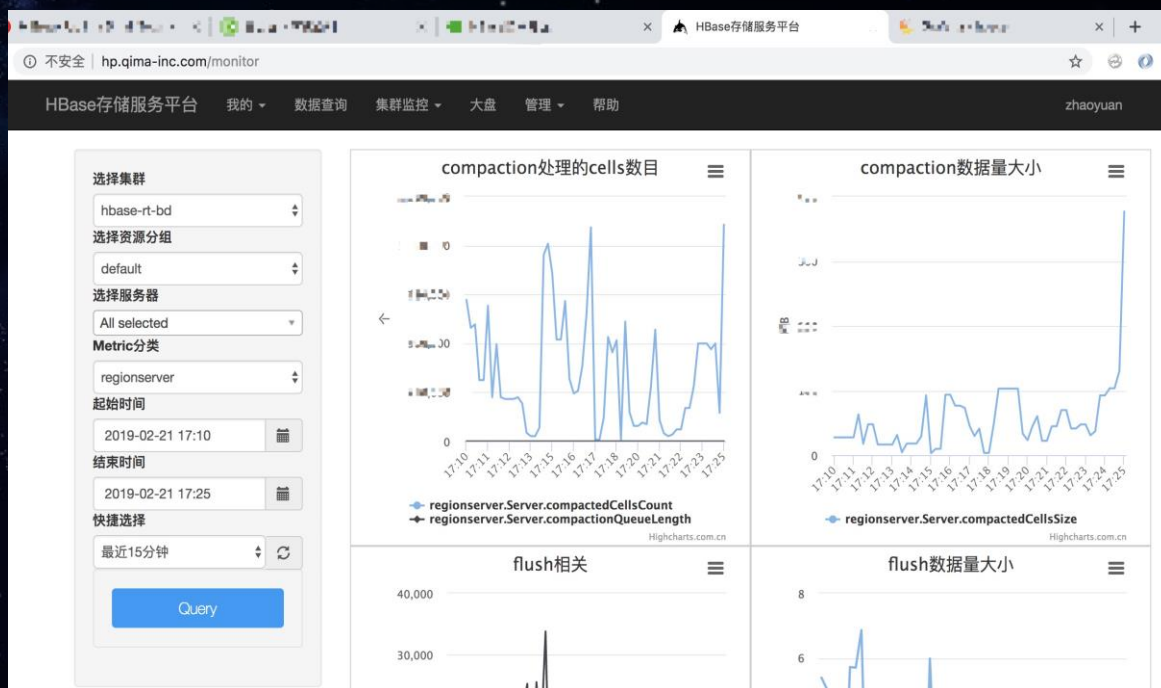 HBase存储服务平台
不安全 | hp.qima-inc.com/monitor
HBase存储服务平台 我的 数据查询 集群监控 大盘 管理 帮助 zhaoyuan
选择集群
hbase-rt-bd
选择资源分组
default
选择服务器
All selected
Metric分类
regionserver
起始时间
2019-02-21 17:10
结束时间
2019-02-21 17:25
快捷选择
最近15分钟
Query
compaction处理的cells数目
0
17:10 17:11 17:12 17:13 17:15 17:16 17:17 17:18 17:20 17:21 17:22 17:23 17:25
regionserver.Server.compactedCellsCount
regionserver.Server.compactionQueueLength
Highcharts.com.cn
compaction数据量大小
0
17:10 17:11 17:12 17:13 17:14 17:15 17:16 17:17 17:18 17:19 17:20 17:21 17:22 17:23 17:24 17:25
regionserver.Server.compactedCellsSize
Highcharts.com.cn
flush相关
40,000
30,000
flush数据量大小
8
6